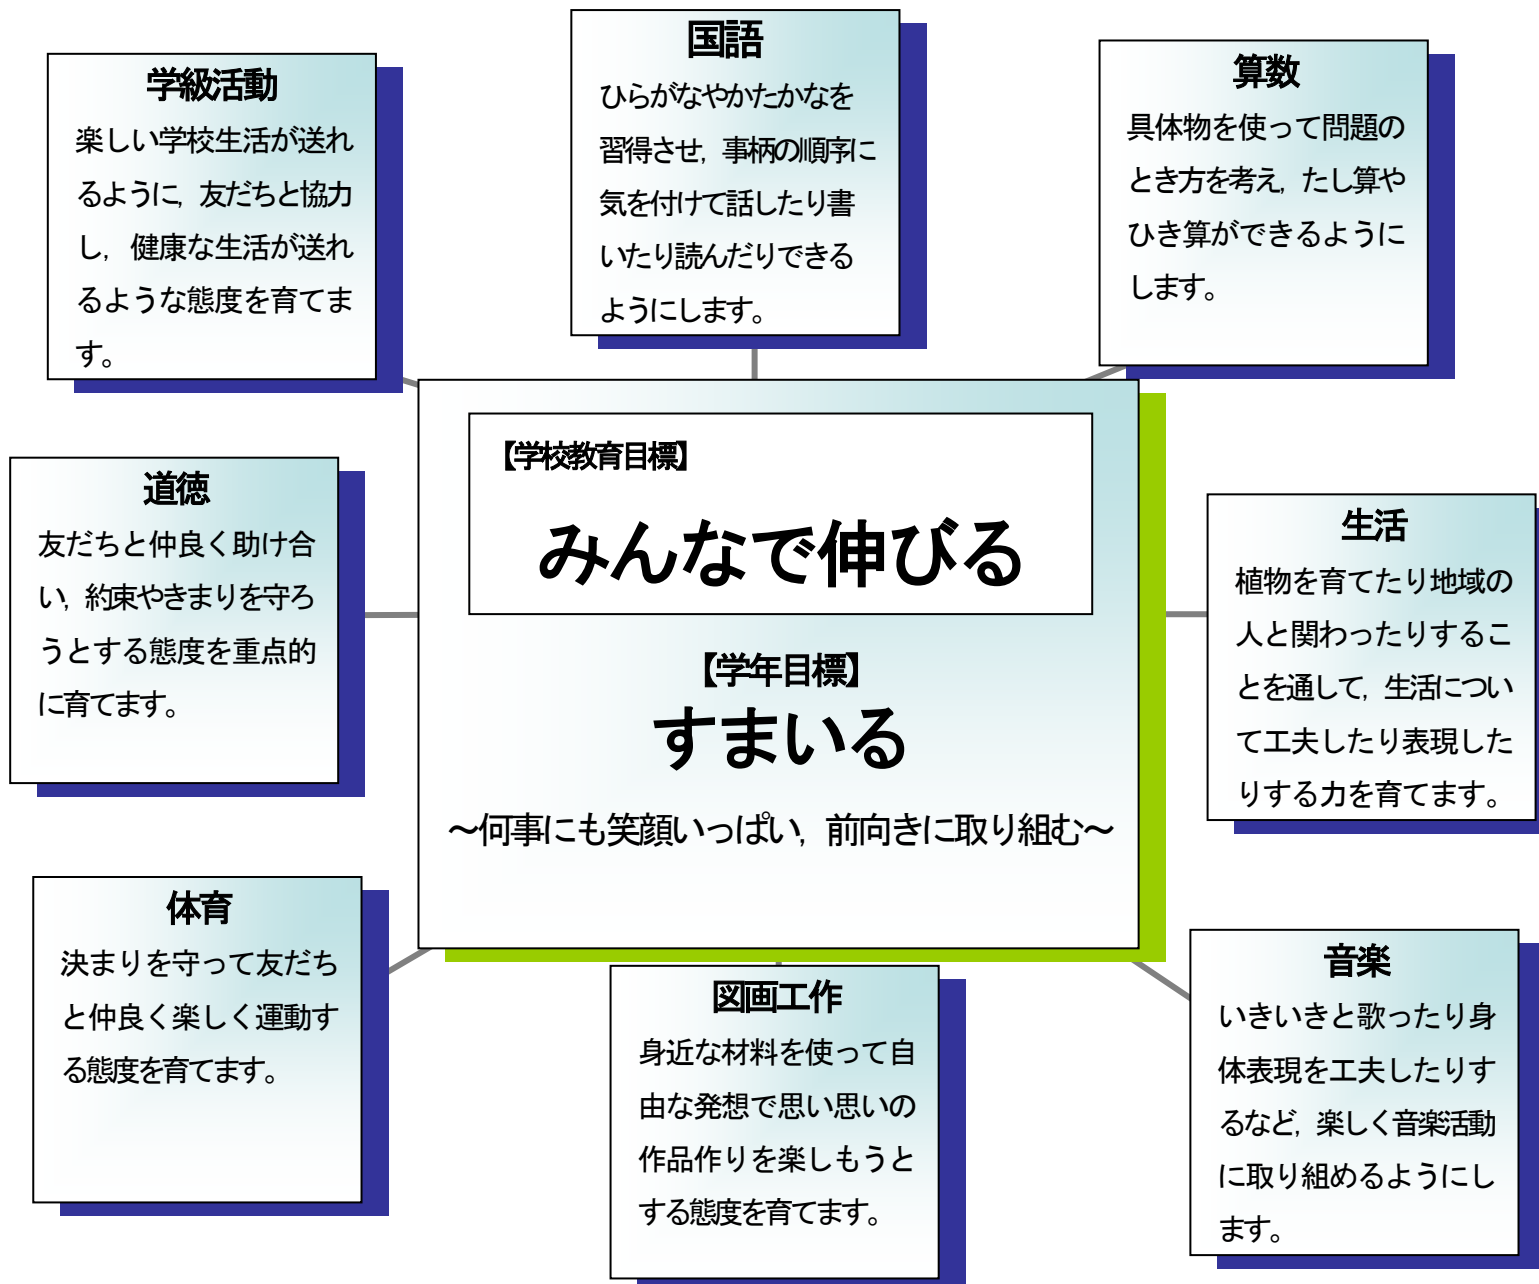 学級活動
楽しい学校生活が送れ
るように，友だちと協力
し，健康な生活が送れ
るような態度を育てま
す。
国語
ひらがなやかたかなを
習得させ，事柄の順序に
気を付けて話したり書
いたり読んだりできる
ようにします。
算数
具体物を使って問題の
とき方を考え，たし算や
ひき算ができるように
します。
道徳
友だちと仲良く助け合
い，約束やきまりを守ろ
うとする態度を重点的
に育てます。
【学校教育目標】
みんなで伸びる
【学年目標】
すまいる
～何事にも笑顔いっぱい，前向きに取り組む～
生活
植物を育てたり地域の
人と関わったりするこ
とを通して，生活につい
て工夫したり表現した
りする力を育てます。
体育
決まりを守って友だち
と仲良く楽しく運動す
る態度を育てます。
図画工作
身近な材料を使って自
由な発想で思い思いの
作品作りを楽しもうと
する態度を育てます。
音楽
いきいきと歌ったり身
体表現を工夫したりす
るなど，楽しく音楽活動
に取り組めるようにし
ます。